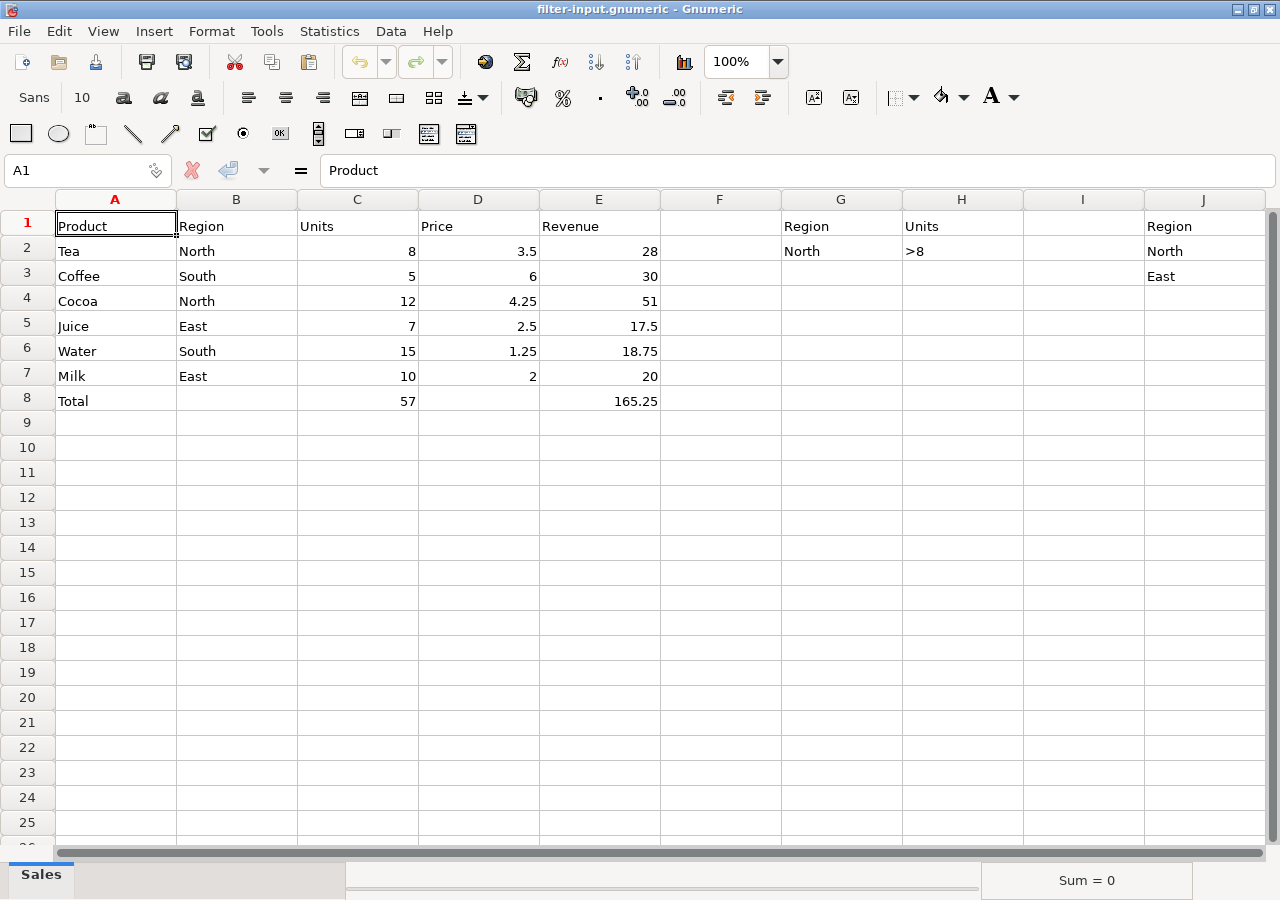 filter-input.gnumeric - Gnumeric
File Edit View Insert Format Tools Statistics Data Help
f(x) 100%
Sans 10 a a a .00 .00 A
OK
A1 Product
A B C D E F G H I J
1 Product Region Units Price Revenue Region Units Region
2 Tea North 8 3.5 28 North >8 North
3 Coffee South 5 6 30 East
4 Cocoa North 12 4.25 51
5 Juice East 7 2.5 17.5
6 Water South 15 1.25 18.75
7 Milk East 10 2 20
8 Total 57 165.25
9
10
11
12
13
14
15
16
17
18
19
20
21
22
23
24
25
Sales Sum = 0